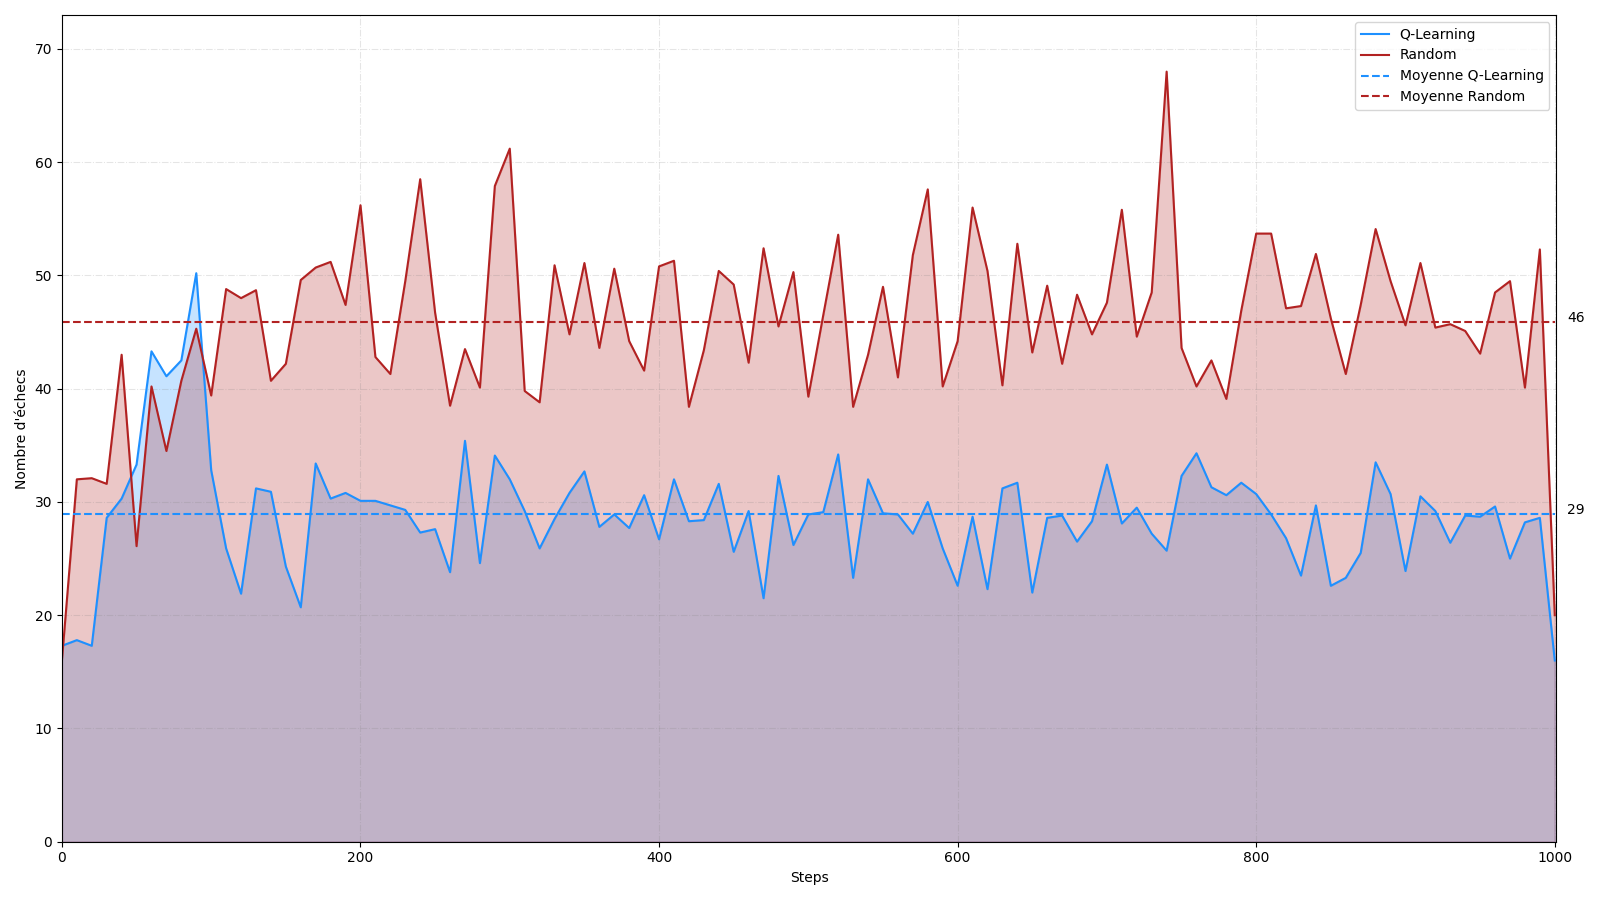 Q-Learning
Random
Moyenne Q-Learning
Moyenne Random
70
60
50
40
30
20
10
0
Nombre d'échecs
46
29
0
200
400
600
800
1000
Steps